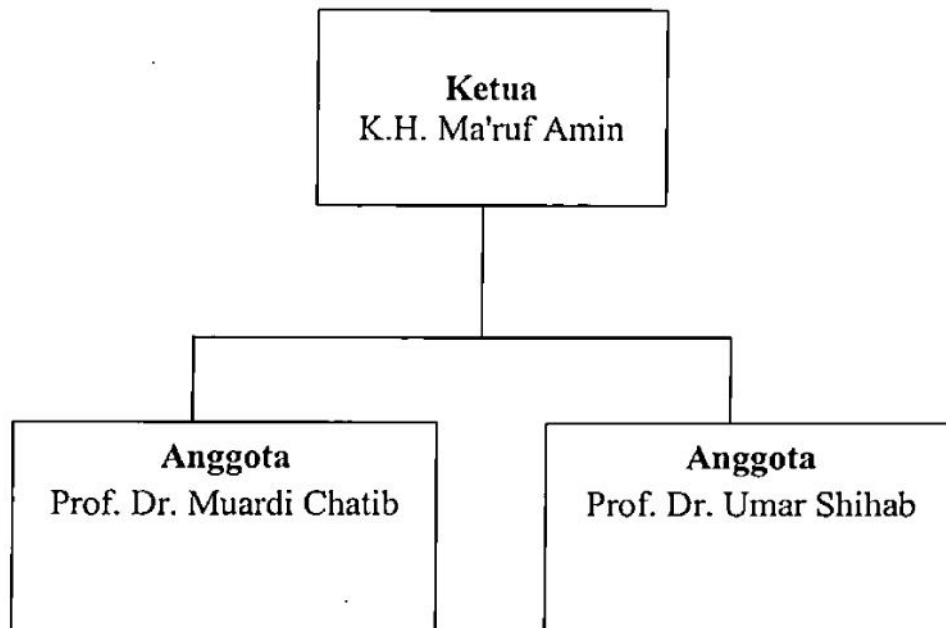 Ketua
K.H. Ma'ruf Amin
Anggota
Prof. Dr. Muardi Chatib
Anggota
Prof. Dr. Umar Shihab